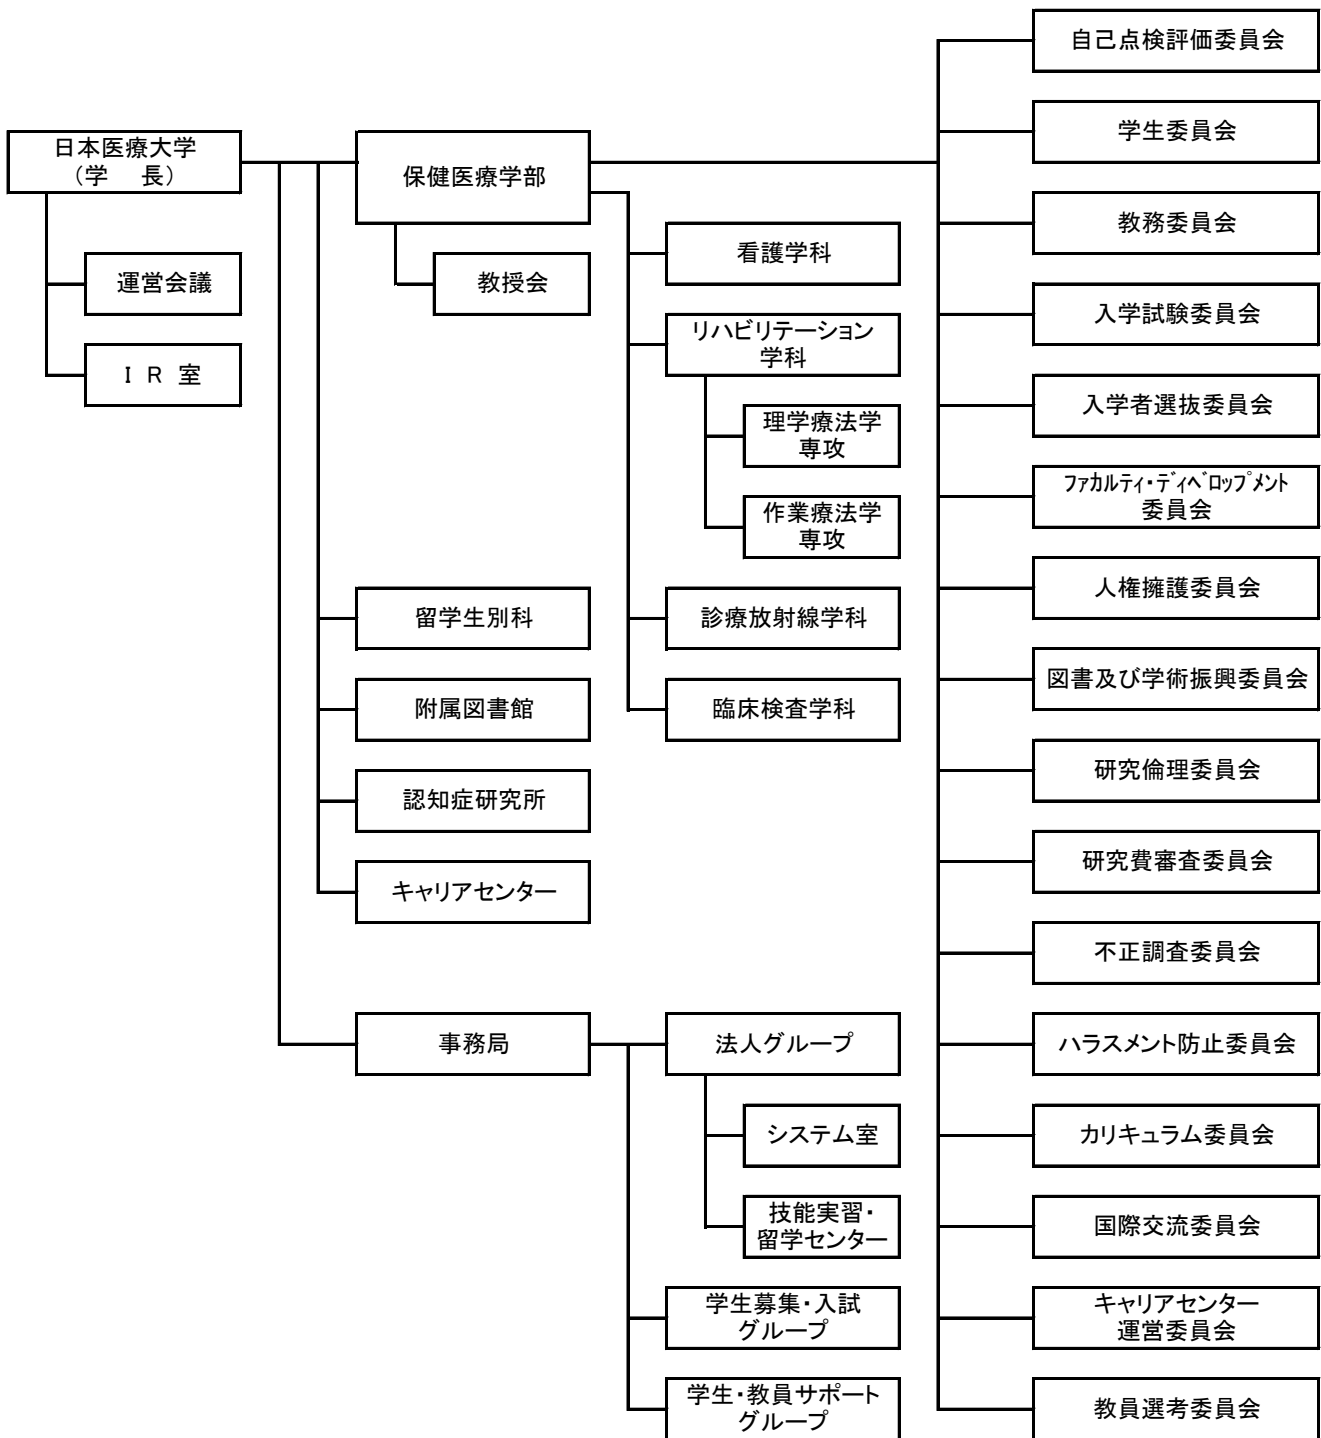 日本医療大学
(学　長)
運営会議
I R 室
保健医療学部
教授会
看護学科
リハビリテーション
学科
理学療法学
専攻
作業療法学
専攻
診療放射線学科
臨床検査学科
留学生別科
附属図書館
認知症研究所
キャリアセンター
事務局
法人グループ
システム室
技能実習・
留学センター
学生募集・入試
グループ
学生・教員サポート
グループ
自己点検評価委員会
学生委員会
教務委員会
入学試験委員会
入学者選抜委員会
ファカルティ・ディベロップメント
委員会
人権擁護委員会
図書及び学術振興委員会
研究倫理委員会
研究費審査委員会
不正調査委員会
ハラスメント防止委員会
カリキュラム委員会
国際交流委員会
キャリアセンター
運営委員会
教員選考委員会